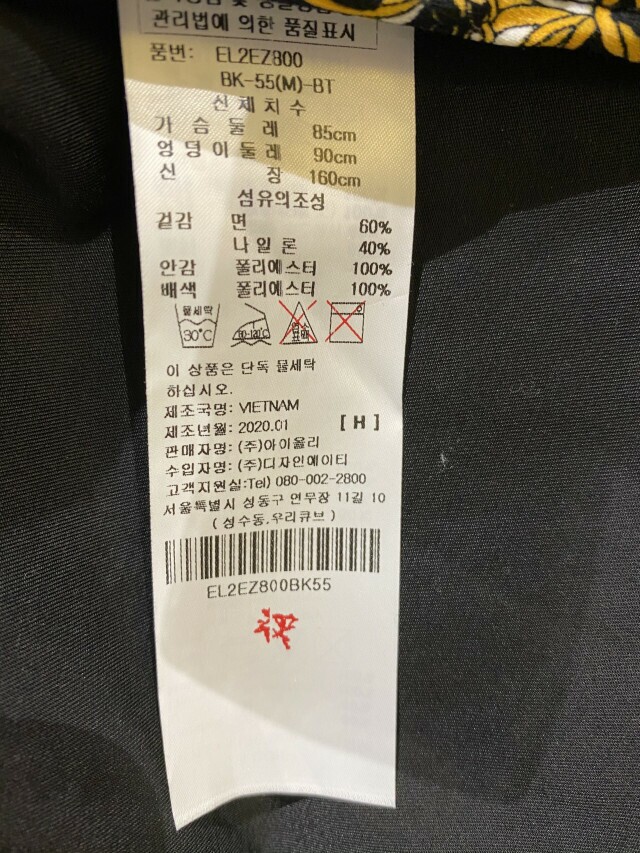 관리법에 의한 품질표시
품번: EL2EZ800
BK-55(M)-BT
신체치수
가슴둘레 85cm
엉덩이둘레 90cm
신장 160cm
섬유의조성
겉감 면 60%
나일론 40%
안감 폴리에스터 100%
배색 폴리에스터 100%
물세탁
30°C
80-120°C
이 상품은 단독 물세탁
하십시오.
제조국명: VIETNAM
제조년월: 2020.01 [H]
판매자명: (주)아이올리
수입자명: (주)디자인에이티
고객지원실:Tel) 080-002-2800
서울특별시 성동구 연무장 11길 10
(성수동,우리큐브)
EL2EZ800BK55